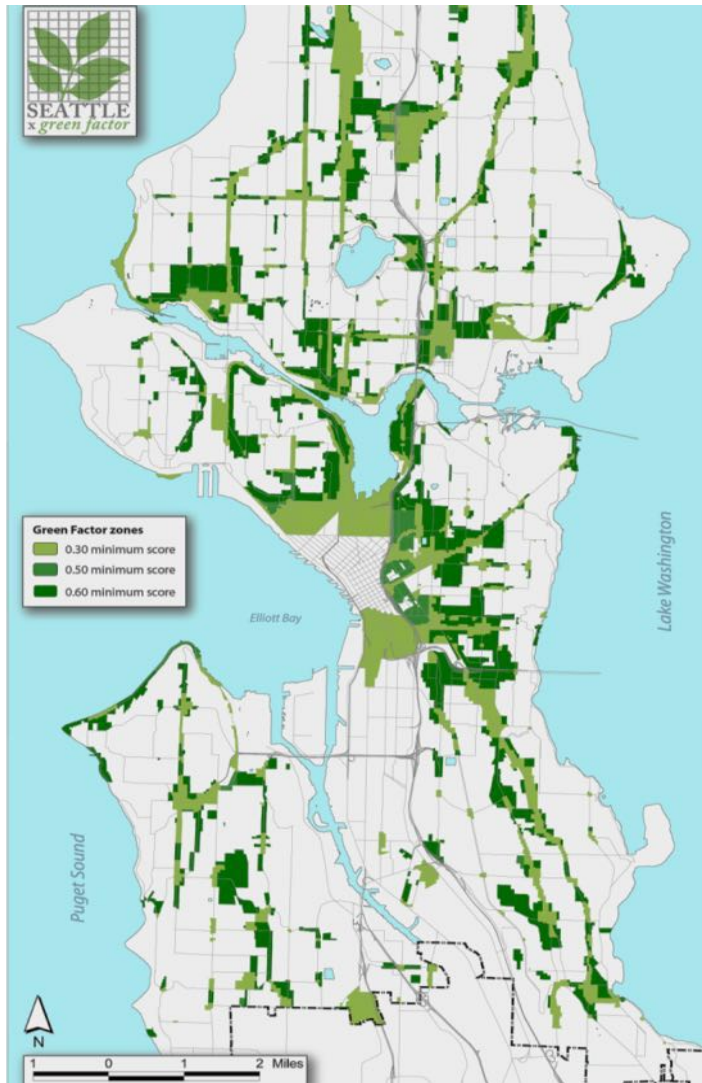 SEATTLE
x green factor
Green Factor zones
0.30 minimum score
0.50 minimum score
0.60 minimum score
Elliott Bay
Lake Washington
Puget Sound
N
1 0 1 2 Miles